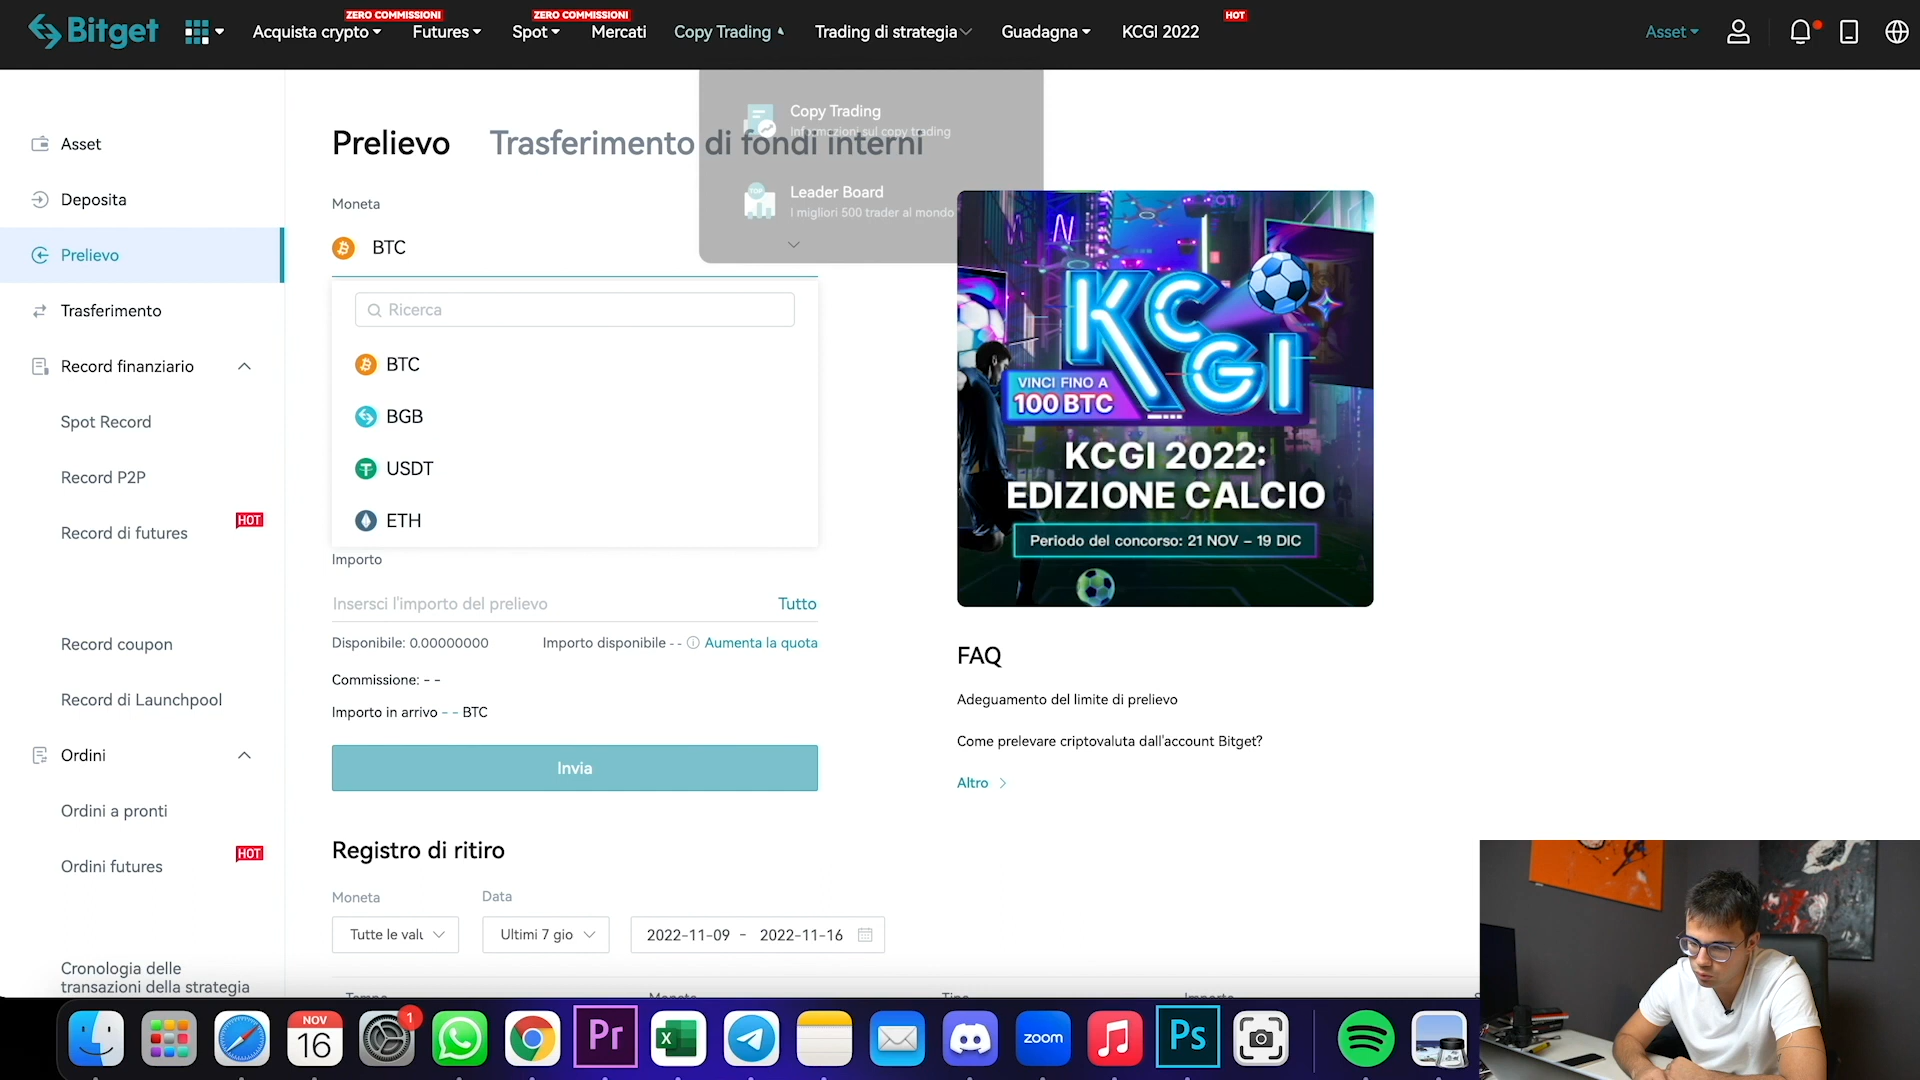 Bitget
Acquista crypto
ZERO COMMISSIONI
Futures
Spot
ZERO COMMISSIONI
Mercati
Copy Trading
Trading di strategia
Guadagna
KCGI 2022
HOT
Asset
Copy Trading
Informazioni sul copy trading
Leader Board
I migliori 500 trader al mondo
TOP
Asset
Deposita
Prelievo
Trasferimento
Record finanziario
Spot Record
Record P2P
Record di futures
HOT
Record coupon
Record di Launchpool
Ordini
Ordini a pronti
Ordini futures
HOT
Cronologia delle
transazioni della strategia
Prelievo
Trasferimento di fondi interni
Moneta
BTC
Ricerca
BTC
BGB
USDT
ETH
Importo
Insersci l'importo del prelievo
Tutto
Disponibile: 0.00000000
Importo disponibile - -
Aumenta la quota
Commissione: - -
Importo in arrivo - - BTC
Invia
Registro di ritiro
Moneta
Data
Tutte le valu
Ultimi 7 gio
2022-11-09 - 2022-11-16
Tempo
Moneta
Tipo
Importo
KCGI
VINCI FINO A
100 BTC
KCGI 2022:
EDIZIONE CALCIO
Periodo del concorso: 21 NOV – 19 DIC
FAQ
Adeguamento del limite di prelievo
Come prelevare criptovaluta dall'account Bitget?
Altro
NOV
16
1
Pr
X
zoom
Ps